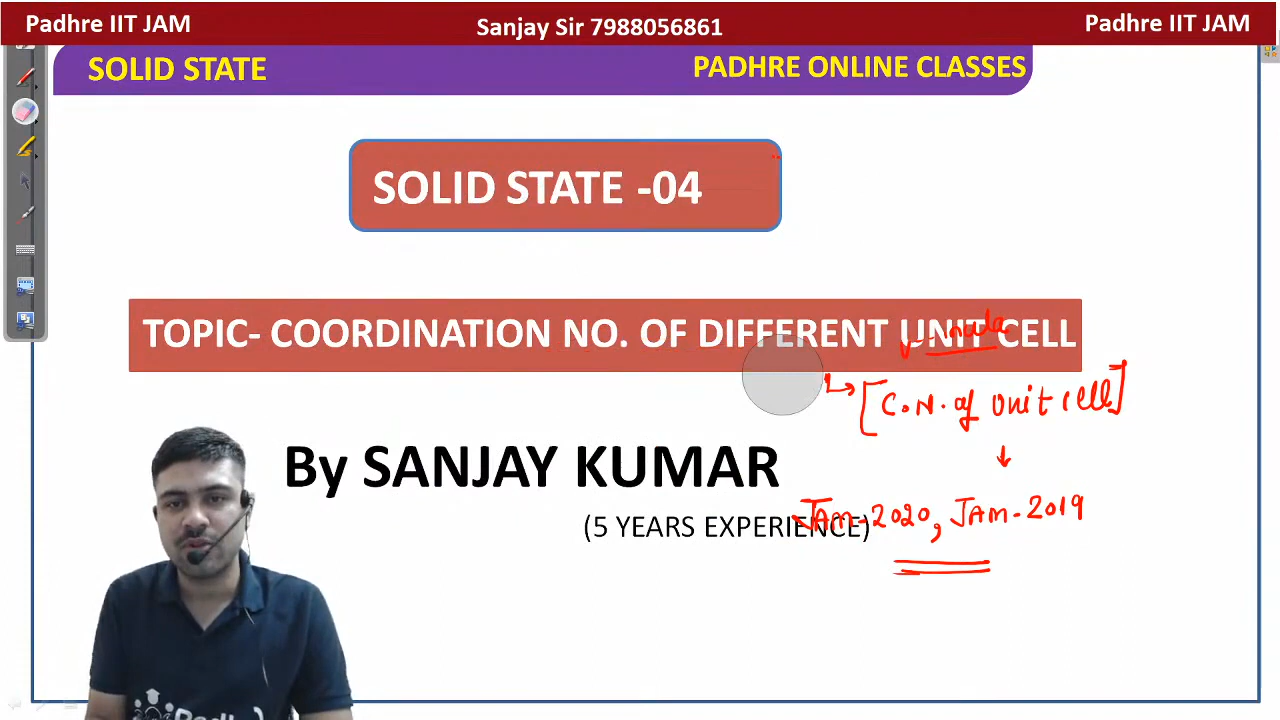 Padhre IIT JAM
Sanjay Sir 7988056861
Padhre IIT JAM
SOLID STATE
PADHRE ONLINE CLASSES
SOLID STATE -04
TOPIC- COORDINATION NO. OF DIFFERENT UNIT CELL
[C.N. of unit cell]
By SANJAY KUMAR
(5 YEARS EXPERIENCE)
JAM-2020, JAM-2019